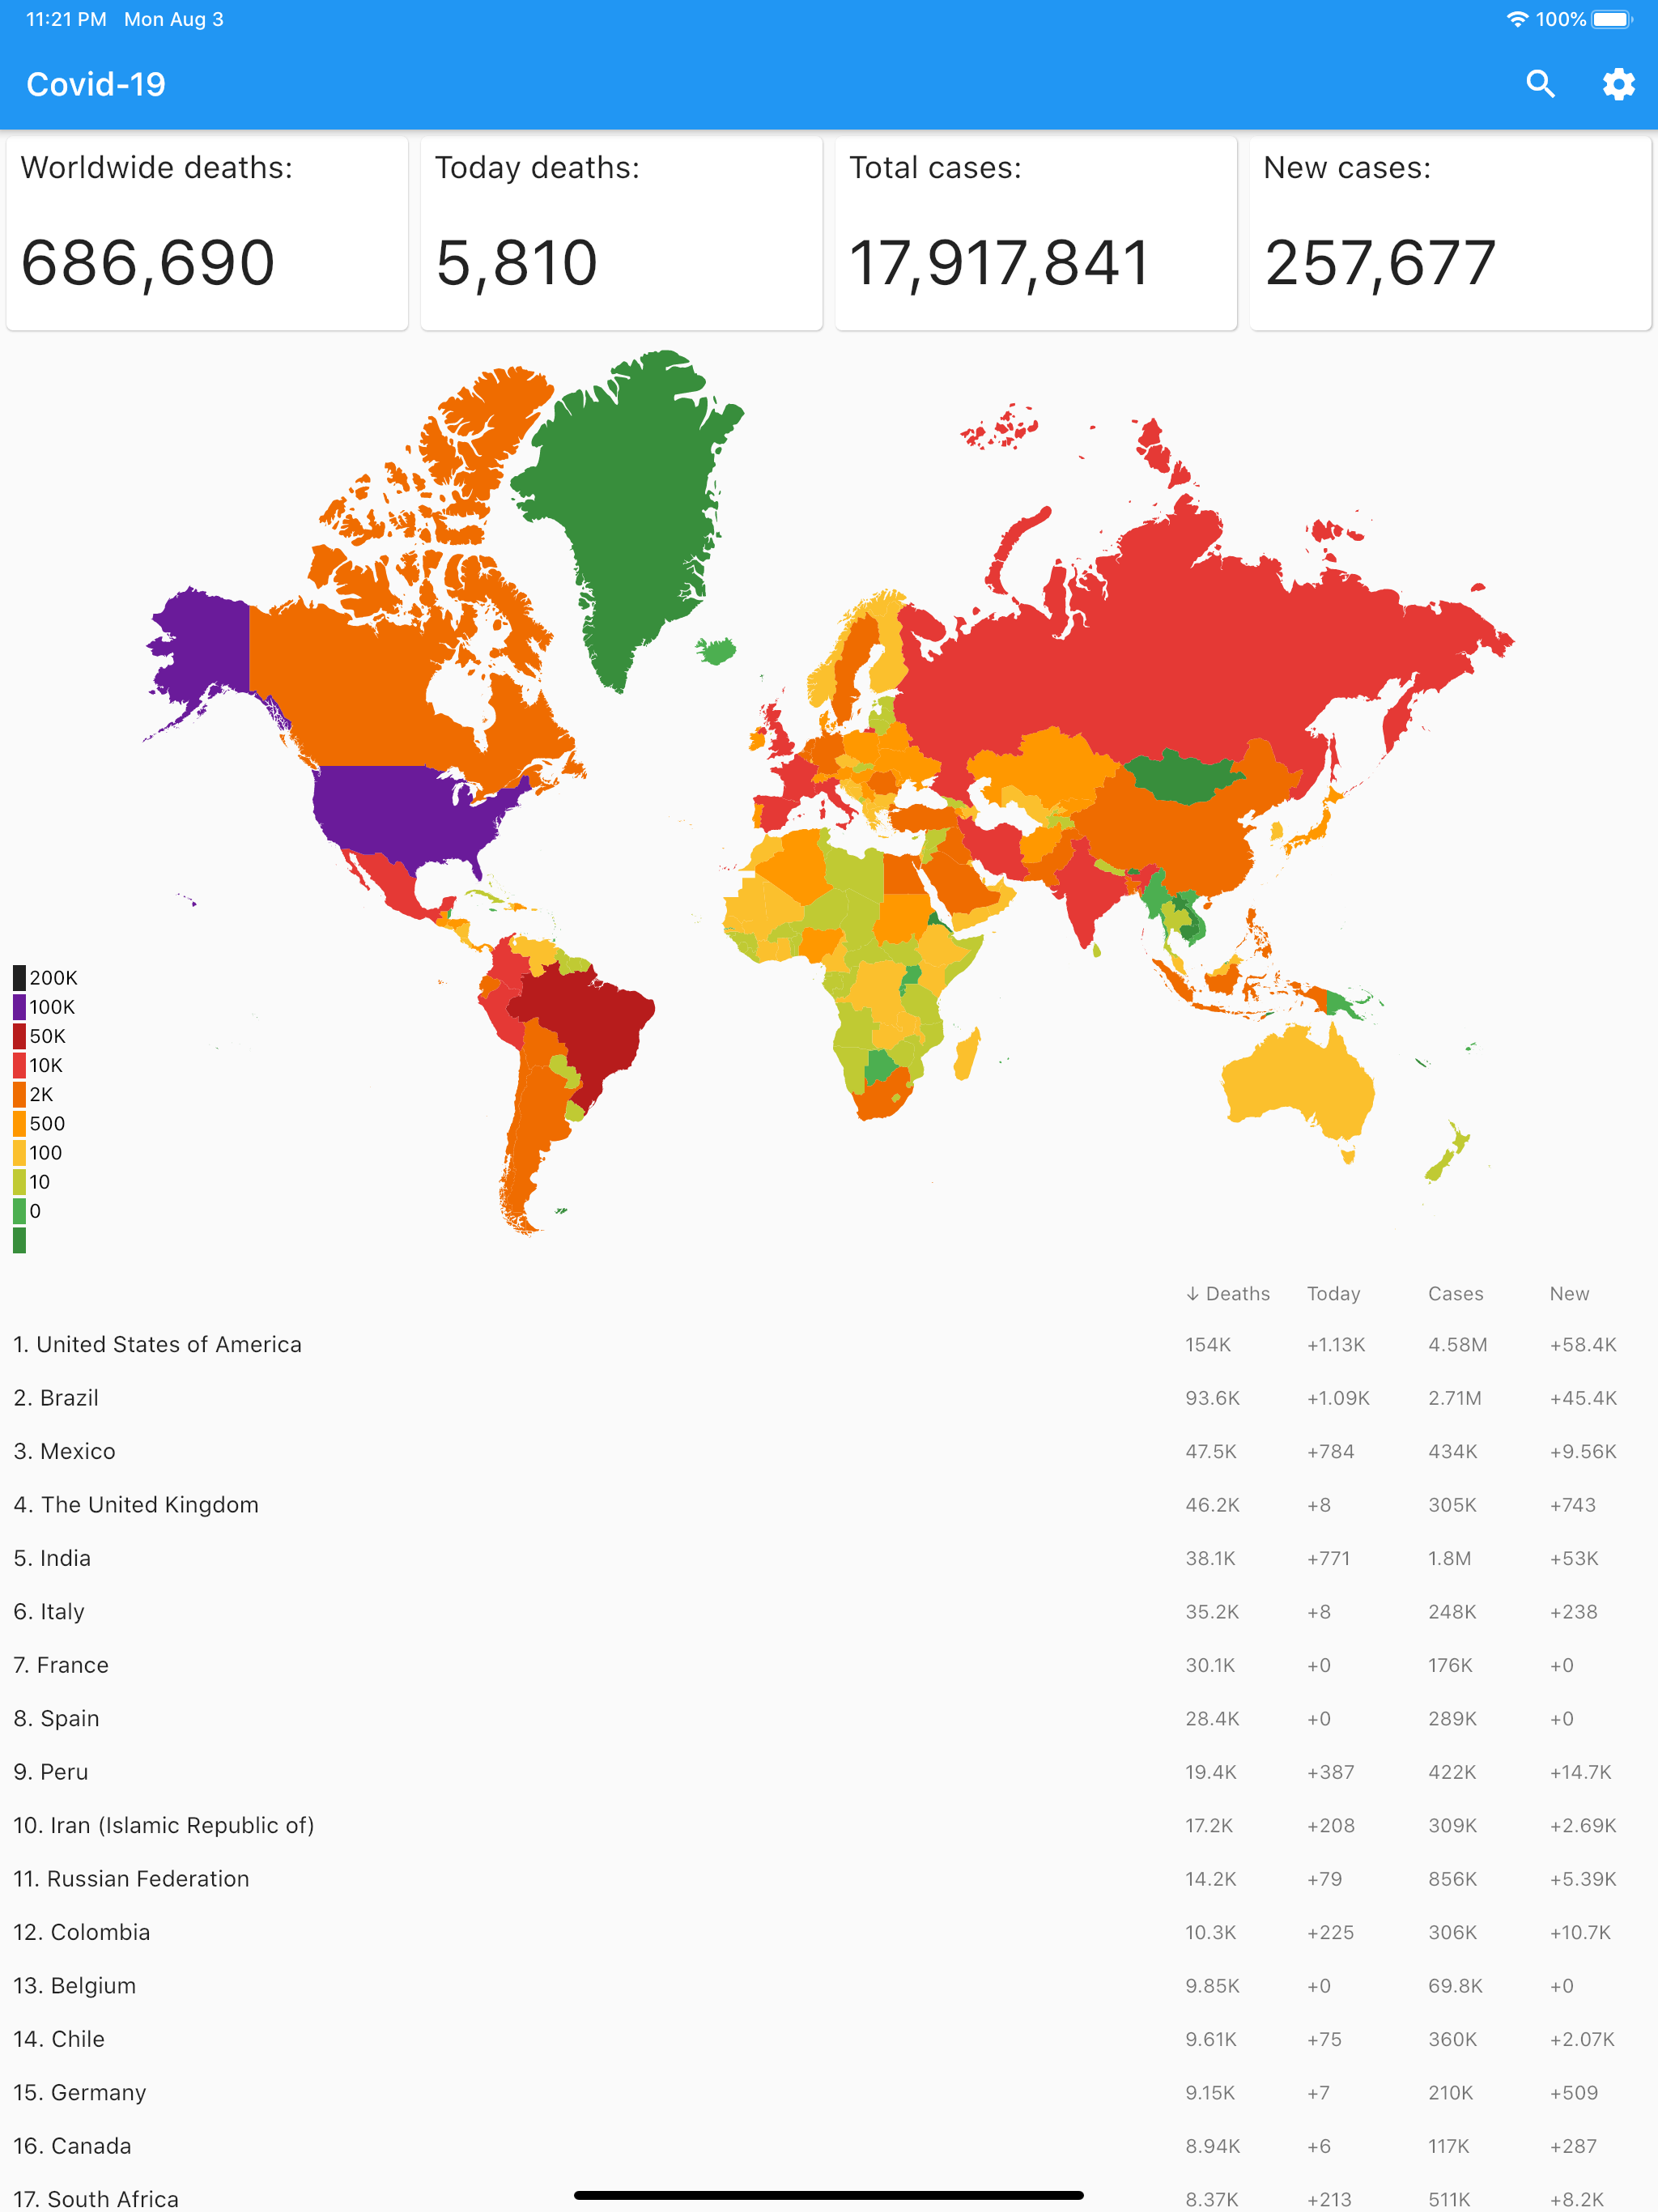 11:21 PM Mon Aug 3 100%
Covid-19
Worldwide deaths: Today deaths: Total cases: New cases:
686,690 5,810 17,917,841 257,677
200K
100K
50K
10K
2K
500
100
10
0
↓ Deaths Today Cases New
1. United States of America 154K +1.13K 4.58M +58.4K
2. Brazil 93.6K +1.09K 2.71M +45.4K
3. Mexico 47.5K +784 434K +9.56K
4. The United Kingdom 46.2K +8 305K +743
5. India 38.1K +771 1.8M +53K
6. Italy 35.2K +8 248K +238
7. France 30.1K +0 176K +0
8. Spain 28.4K +0 289K +0
9. Peru 19.4K +387 422K +14.7K
10. Iran (Islamic Republic of) 17.2K +208 309K +2.69K
11. Russian Federation 14.2K +79 856K +5.39K
12. Colombia 10.3K +225 306K +10.7K
13. Belgium 9.85K +0 69.8K +0
14. Chile 9.61K +75 360K +2.07K
15. Germany 9.15K +7 210K +509
16. Canada 8.94K +6 117K +287
17. South Africa 8.37K +213 511K +8.2K